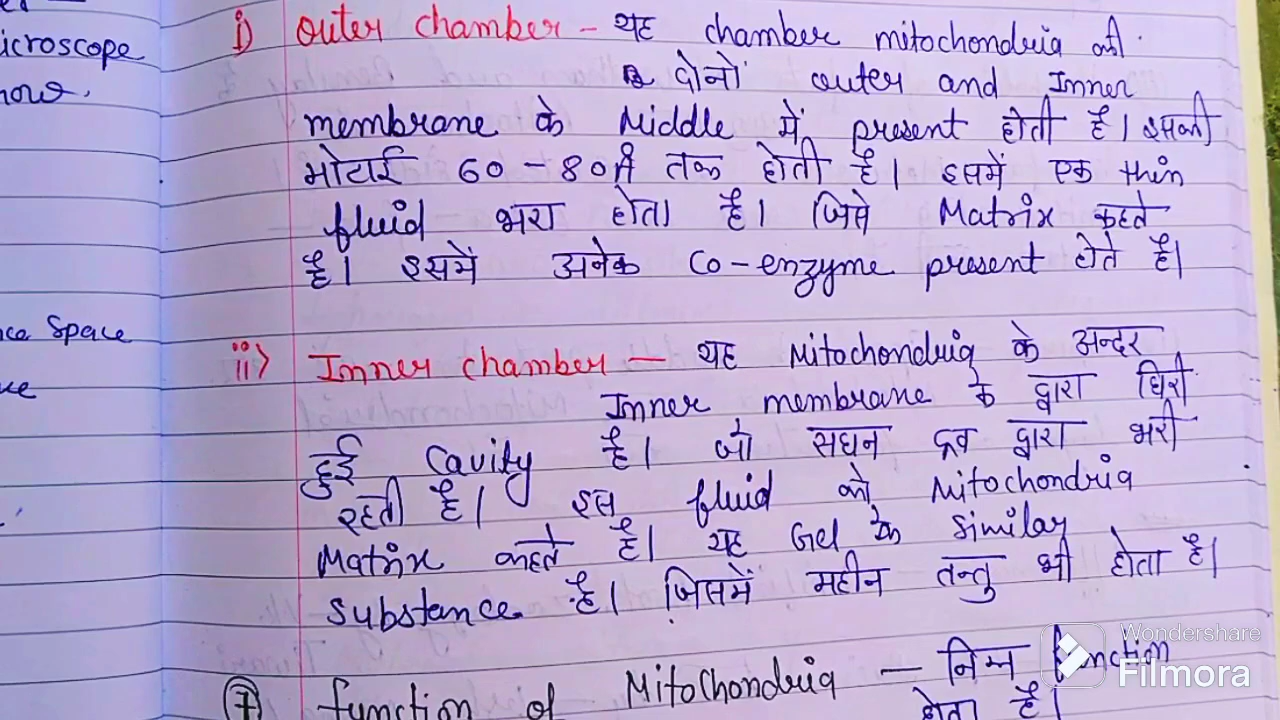 icroscope
i) Outer chamber - यह chamber mitochondria की
दोनों outer and Inner
membrane के Middle में present होती है। इसकी
मोटाई 60 - 80Å तक होती है। इसमें एक thin
fluid भरा होता है। जिसे Matrix कहते
है। इसमें अनेक Co-enzyme present होते है।
Space
ii) Inner chamber - यह Mitochondria के अन्दर
Inner membrane के द्वारा घिरी
हुई Cavity है। जो सघन द्रव द्वारा भरी
रहती है। इस fluid को Mitochondria
Matrix कहते है। यह Gel के Similar
Substance है। जिसमें महीन तन्तु भी होता है।
7 function of Mitochondria - निम्न function
होता है।
Wondershare
Filmora